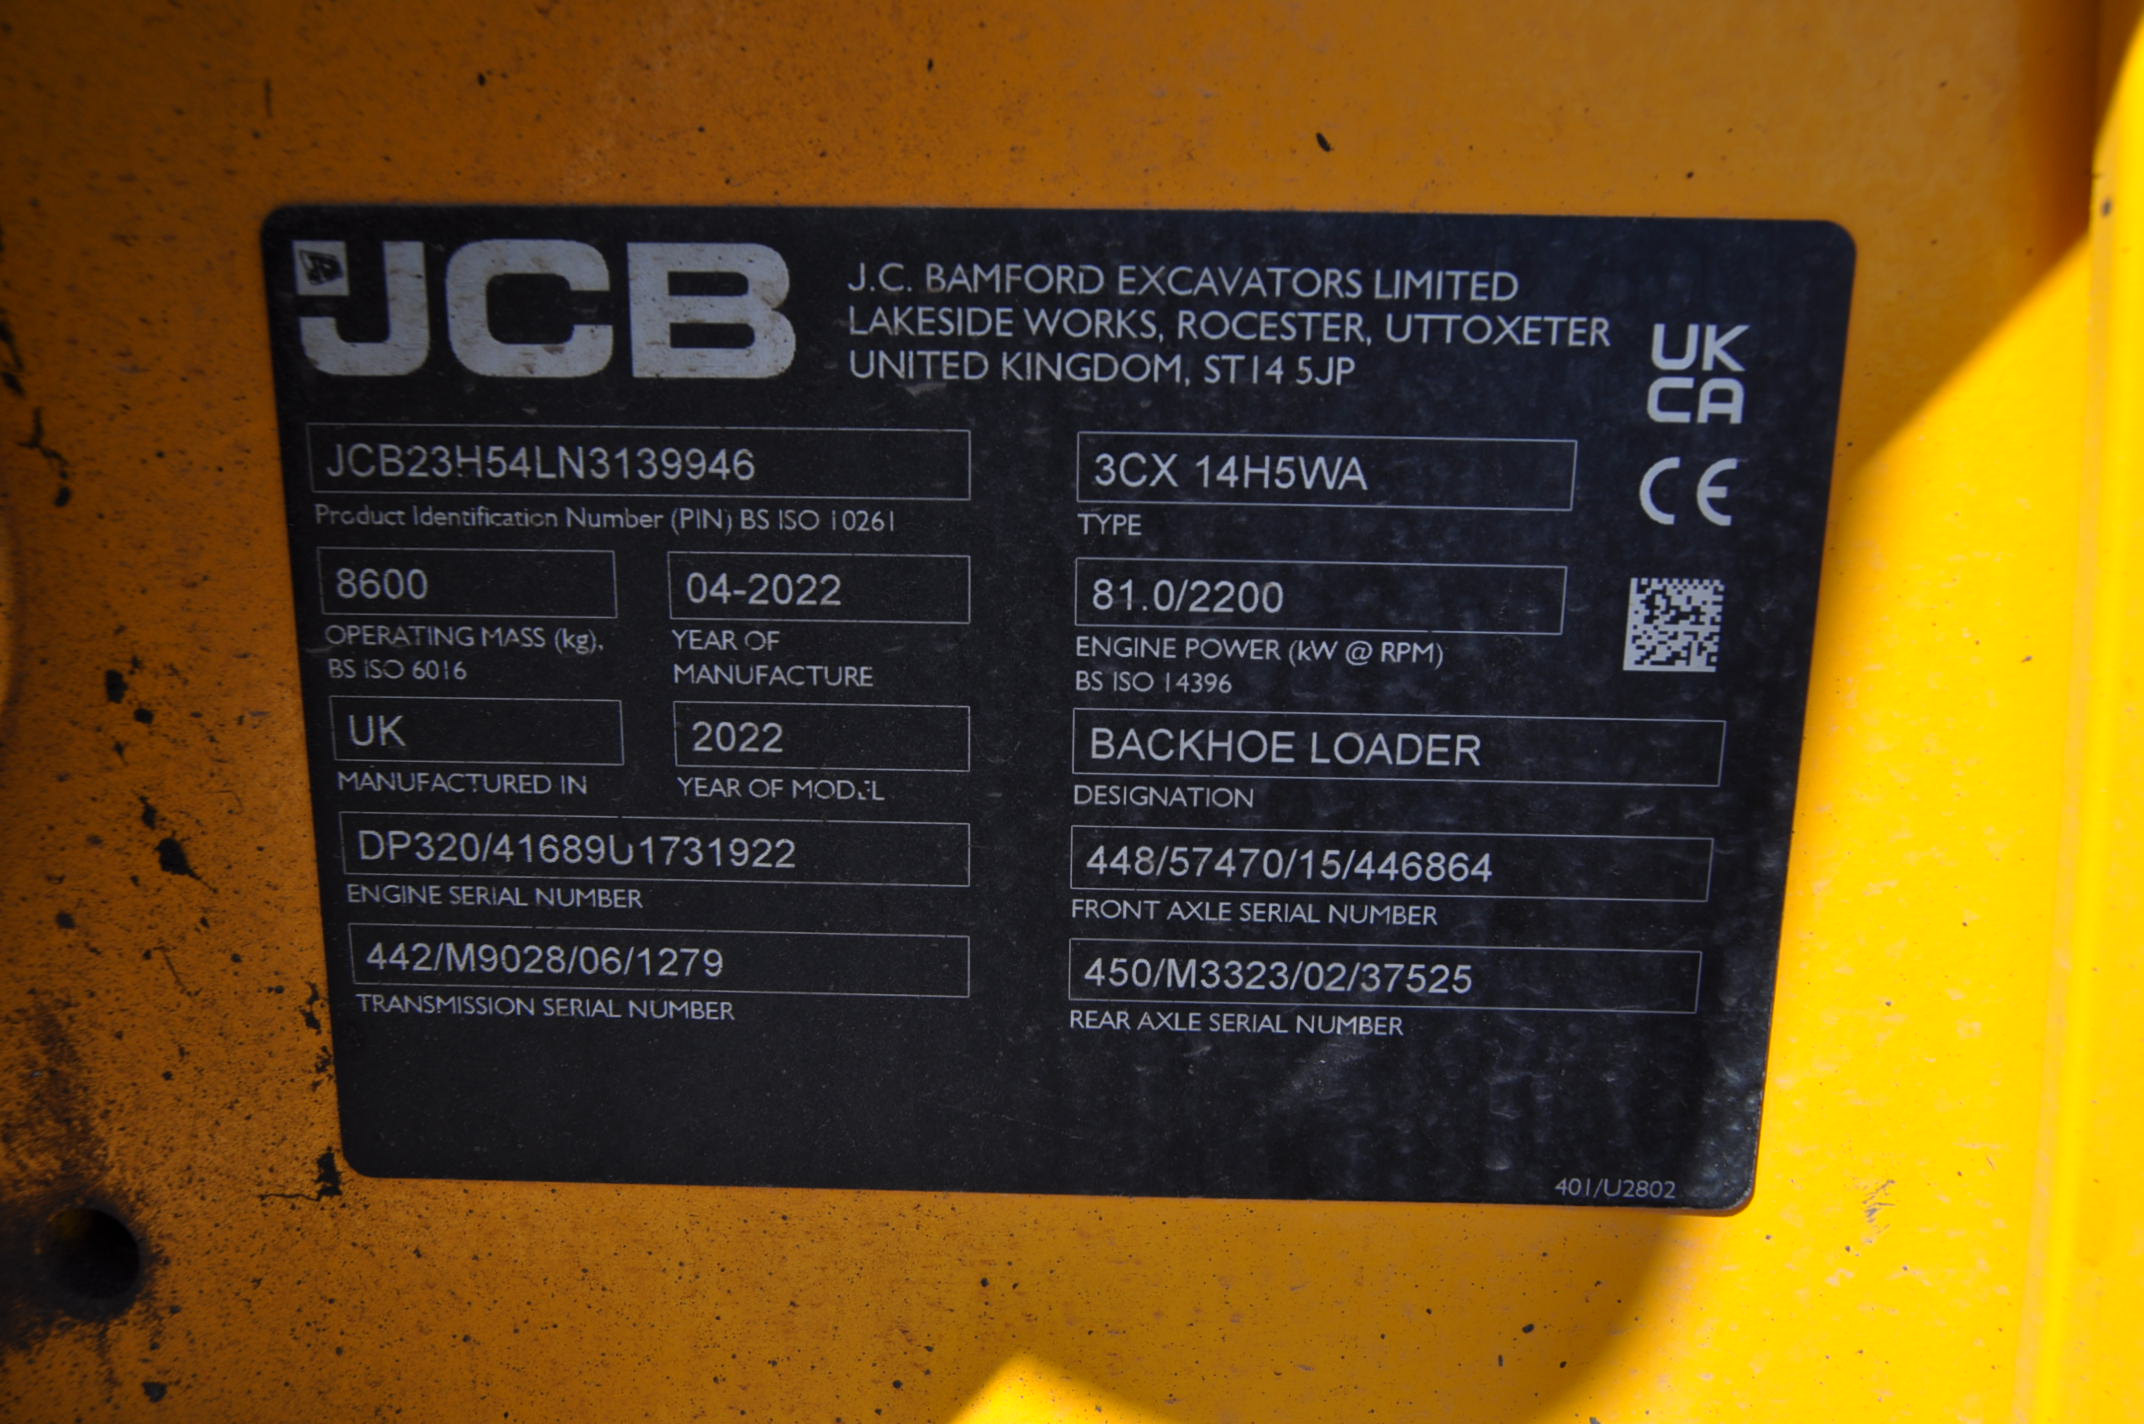 JCB
J.C. BAMFORD EXCAVATORS LIMITED
LAKESIDE WORKS, ROCESTER, UTTOXETER
UNITED KINGDOM, ST14 5JP
UK
CA
CE
JCB23H54LN3139946
Product Identification Number (PIN) BS ISO 10261
3CX 14H5WA
TYPE
8600
OPERATING MASS (kg),
BS ISO 6016
04-2022
YEAR OF
MANUFACTURE
81.0/2200
ENGINE POWER (kW @ RPM)
BS ISO 14396
UK
MANUFACTURED IN
2022
YEAR OF MODEL
BACKHOE LOADER
DESIGNATION
DP320/41689U1731922
ENGINE SERIAL NUMBER
448/57470/15/446864
FRONT AXLE SERIAL NUMBER
442/M9028/06/1279
TRANSMISSION SERIAL NUMBER
450/M3323/02/37525
REAR AXLE SERIAL NUMBER
401/U2802